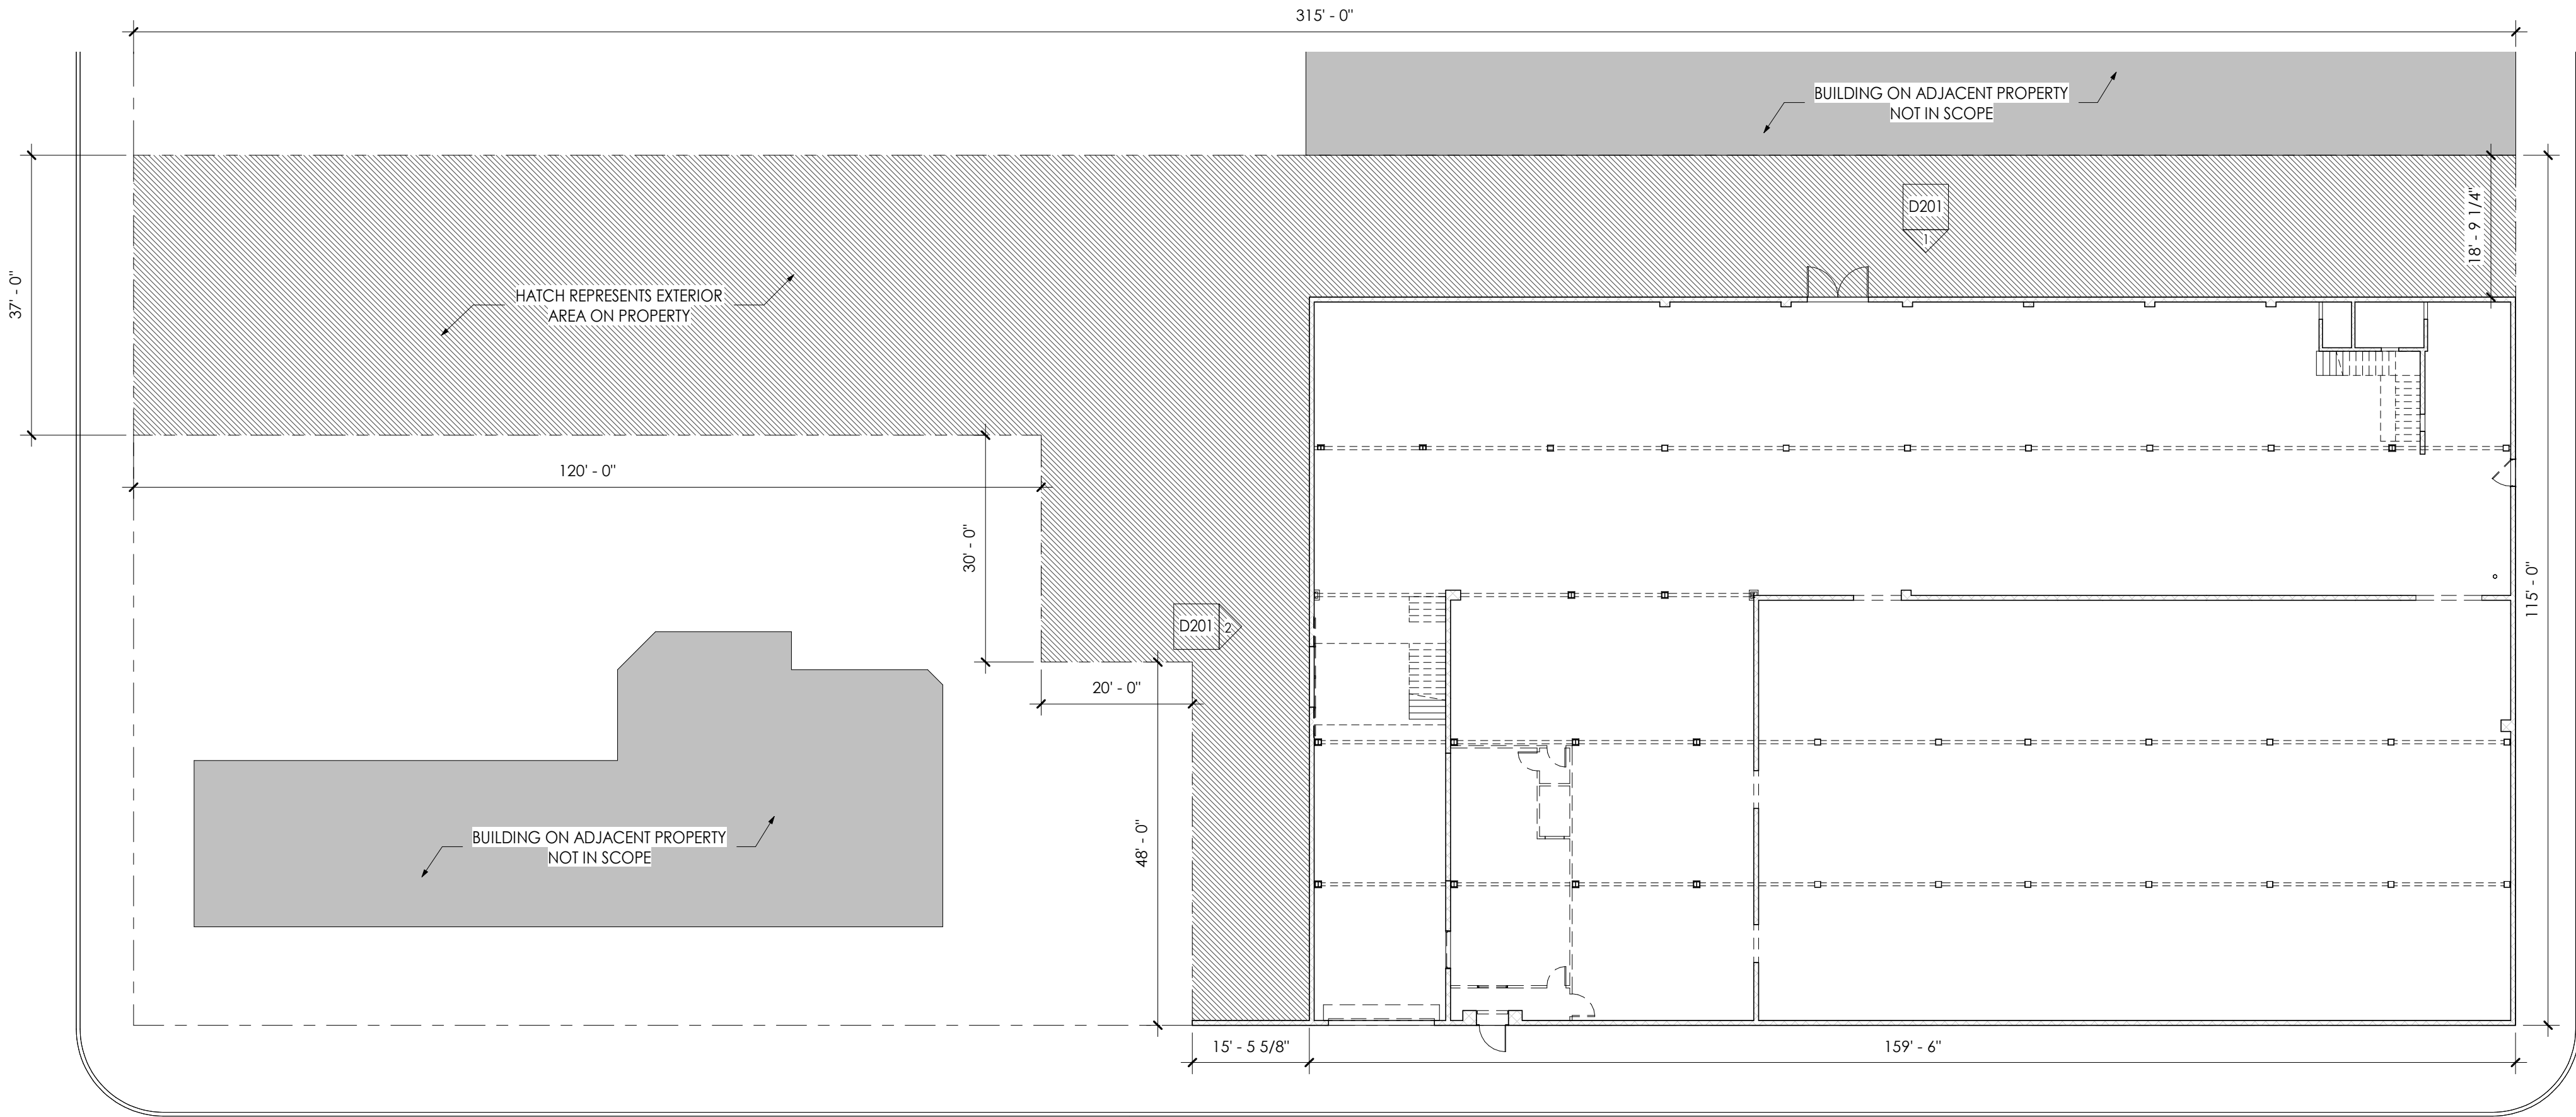 315' - 0"
BUILDING ON ADJACENT PROPERTY
NOT IN SCOPE
D201
1
18' - 9 1/4"
37' - 0"
HATCH REPRESENTS EXTERIOR
AREA ON PROPERTY
120' - 0"
30' - 0"
115' - 0"
D201
2
20' - 0"
48' - 0"
BUILDING ON ADJACENT PROPERTY
NOT IN SCOPE
15' - 5 5/8"
159' - 6"